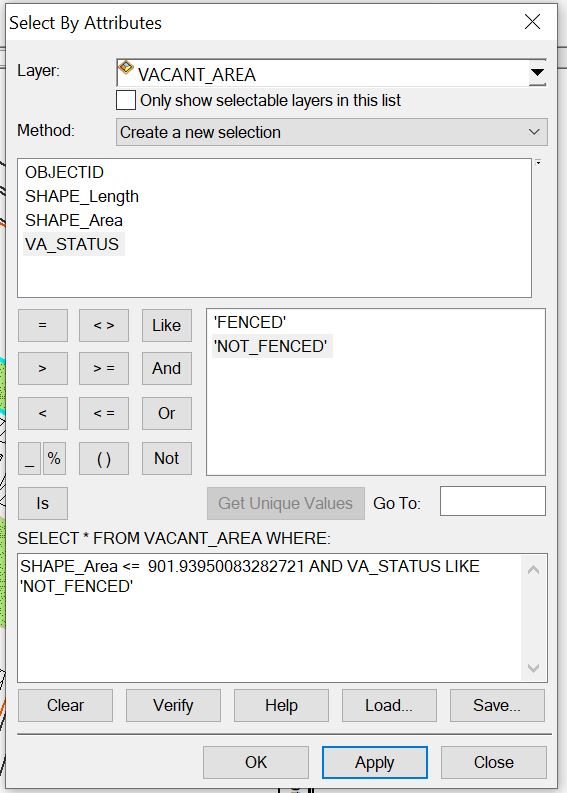 Select By Attributes
Layer:
VACANT_AREA
Only show selectable layers in this list
Method:
Create a new selection
OBJECTID
SHAPE_Length
SHAPE_Area
VA_STATUS
= < > Like
> > = And
< < = Or
_ % ( ) Not
Is
'FENCED'
'NOT_FENCED'
Get Unique Values Go To:
SELECT * FROM VACANT_AREA WHERE:
SHAPE_Area <= 901.93950083282721 AND VA_STATUS LIKE
'NOT_FENCED'
Clear Verify Help Load... Save...
OK Apply Close